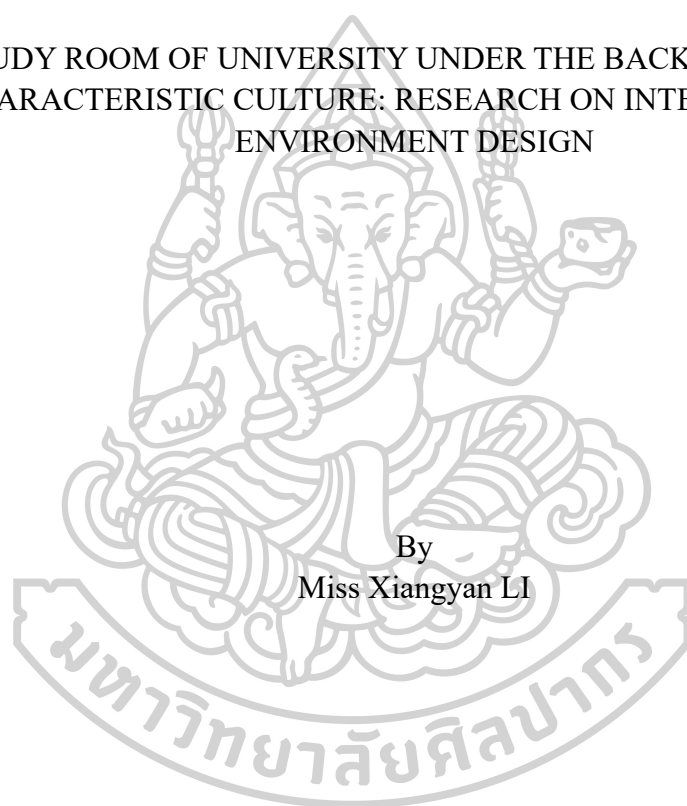 UDY ROOM OF UNIVERSITY UNDER THE BACK
ARACTERISTIC CULTURE: RESEARCH ON INTE
ENVIRONMENT DESIGN
By
Miss Xiangyan LI
มหาวิทยาลัยศิลปากร